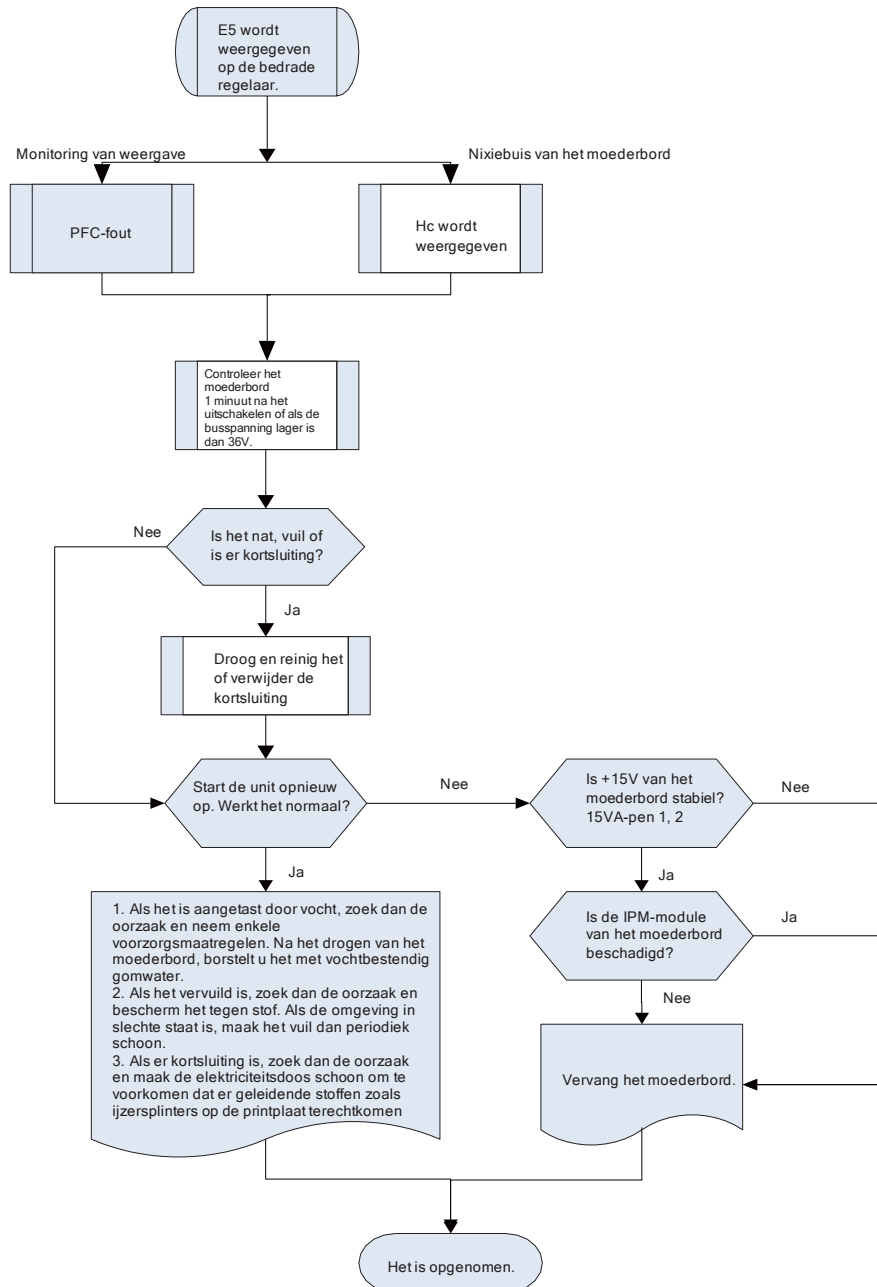 E5 wordt
weergegeven
op de bedrade
regelaar.
Monitoring van weergave
Nixiebuis van het moederbord
PFC-fout
Hc wordt
weergegeven
Controleer het
moederbord
1 minuut na het
uitschakelen of als de
busspanning lager is
dan 36V.
Nee
Is het nat, vuil of
is er kortsluiting?
Ja
Droog en reinig het
of verwijder de
kortsluiting
Start de unit opnieuw
op. Werkt het normaal?
Nee
Is +15V van het
moederbord stabiel?
15VA-pen 1, 2
Nee
Ja
Ja
1. Als het is aangetast door vocht, zoek dan de
oorzaak en neem enkele
voorzorgsmaatregelen. Na het drogen van het
moederbord, borstelt u het met vochtbestendig
gomwater.
2. Als het vervuild is, zoek dan de oorzaak en
bescherm het tegen stof. Als de omgeving in
slechte staat is, maak het vuil dan periodiek
schoon.
3. Als er kortsluiting is, zoek dan de oorzaak
en maak de elektriciteitsdoos schoon om te
voorkomen dat er geleidende stoffen zoals
ijzersplinters op de printplaat terechtkomen
Is de IPM-module
van het moederbord
beschadigd?
Ja
Nee
Vervang het moederbord.
Het is opgenomen.